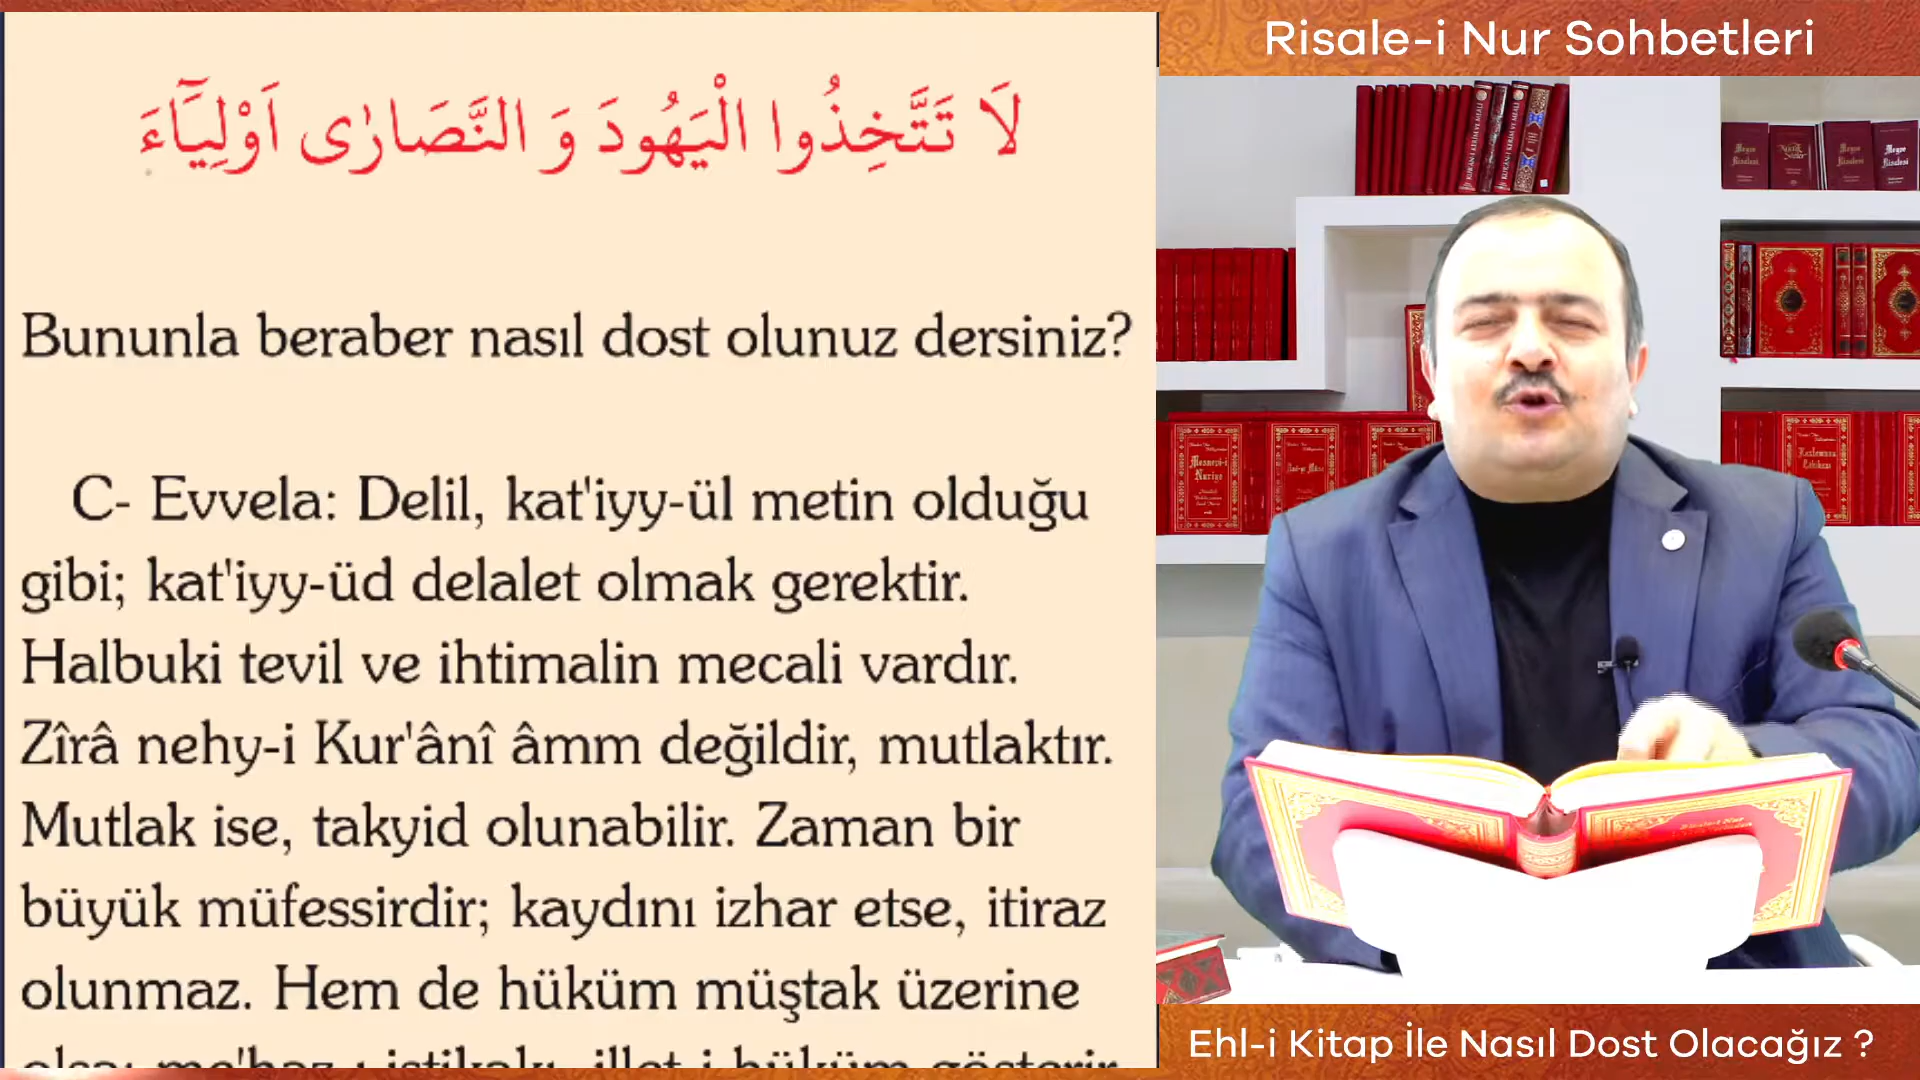 Risale-i Nur Sohbetleri
لَا تَتَّخِذُوا الْيَهُودَ وَ النَّصَارٰى اَوْلِيَٓاءَ
Bununla beraber nasıl dost olunuz dersiniz?
C- Evvela: Delil, kat'iyy-ül metin olduğu
gibi; kat'iyy-üd delalet olmak gerektir.
Halbuki tevil ve ihtimalin mecali vardır.
Zîrâ nehy-i Kur'ânî âmm değildir, mutlaktır.
Mutlak ise, takyid olunabilir. Zaman bir
büyük müfessirdir; kaydını izhar etse, itiraz
olunmaz. Hem de hüküm müştak üzerine
Mesnevî-i
Nuriye
Ehl-i Kitap İle Nasıl Dost Olacağız ?